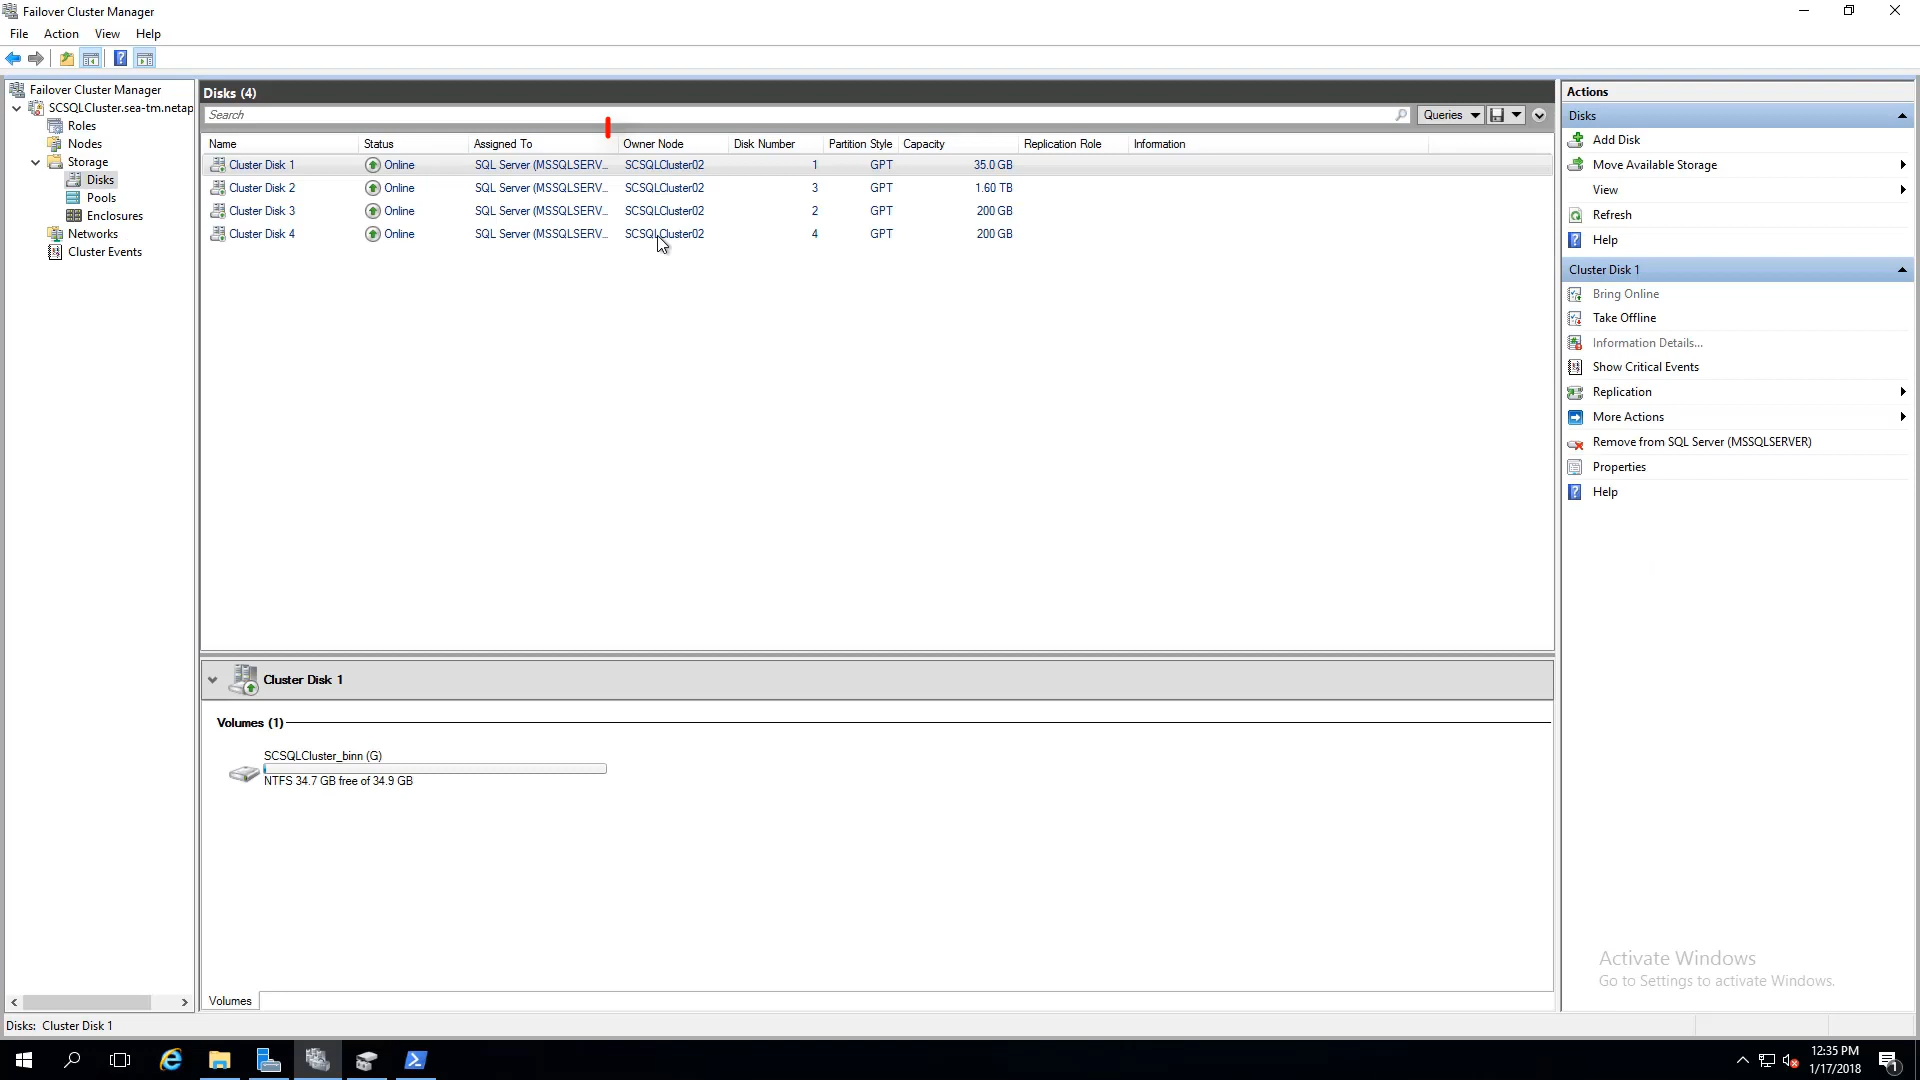 Failover Cluster Manager
File Action View Help
Failover Cluster Manager
SCSQLCluster.sea-tm.netap
Roles
Nodes
Storage
Disks
Pools
Enclosures
Networks
Cluster Events
Disks (4)
Search
Queries
Name Status Assigned To Owner Node Disk Number Partition Style Capacity Replication Role Information
Cluster Disk 1 Online SQL Server (MSSQLSERV... SCSQLCluster02 1 GPT 35.0 GB
Cluster Disk 2 Online SQL Server (MSSQLSERV... SCSQLCluster02 3 GPT 1.60 TB
Cluster Disk 3 Online SQL Server (MSSQLSERV... SCSQLCluster02 2 GPT 200 GB
Cluster Disk 4 Online SQL Server (MSSQLSERV... SCSQLCluster02 4 GPT 200 GB
Cluster Disk 1
Volumes (1)
SCSQLCluster_binn (G)
NTFS 34.7 GB free of 34.9 GB
Volumes
Actions
Disks
Add Disk
Move Available Storage
View
Refresh
Help
Cluster Disk 1
Bring Online
Take Offline
Information Details...
Show Critical Events
Replication
More Actions
Remove from SQL Server (MSSQLSERVER)
Properties
Help
Activate Windows
Go to Settings to activate Windows.
Disks: Cluster Disk 1
12:35 PM
1/17/2018
1